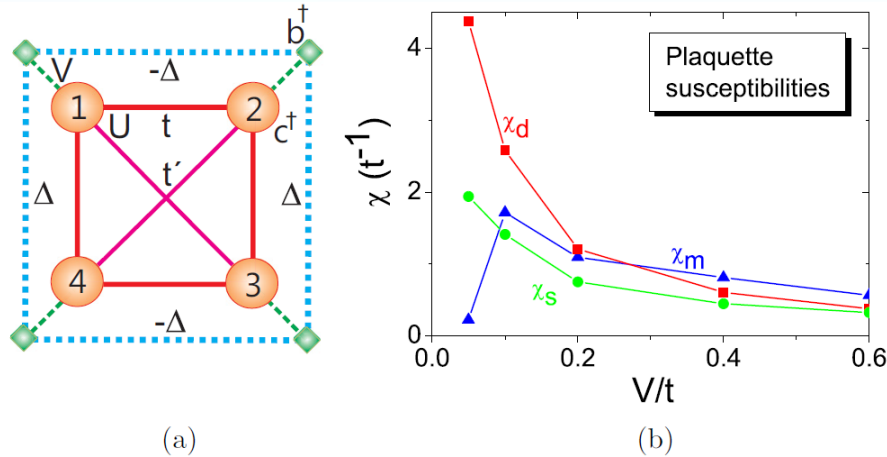 b†
V
-Δ
1
2
U
t
c†
Δ
t´
Δ
4
3
-Δ
(a)
4
2
0
χ (t⁻¹)
Plaquette
susceptibilities
χd
χm
χs
0.0
0.2
0.4
0.6
V/t
(b)